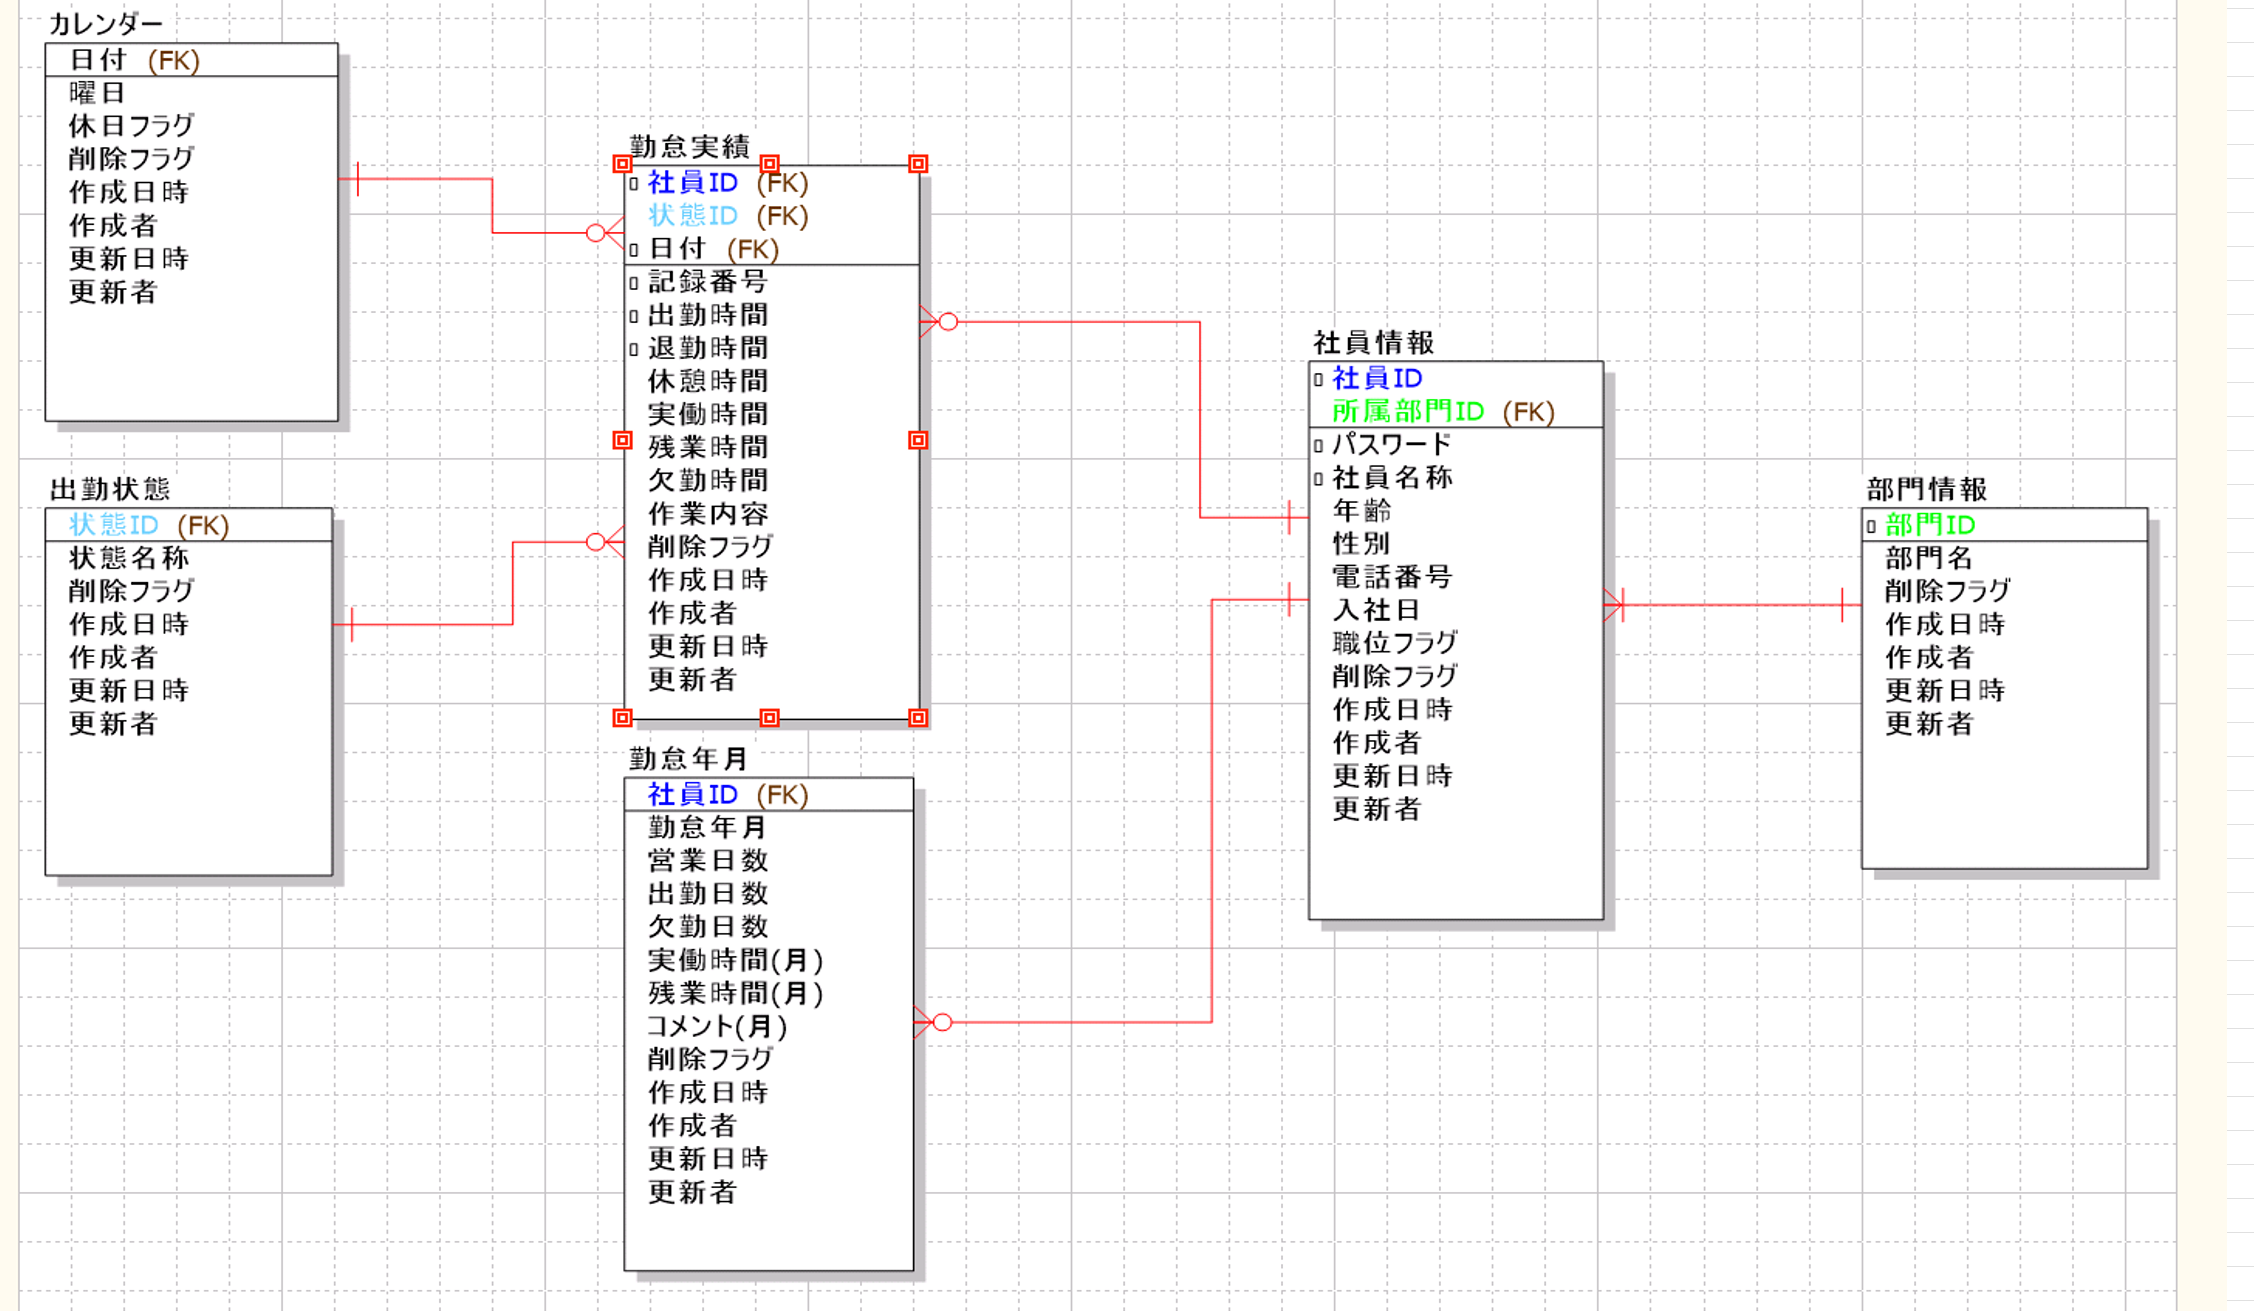 カレンダー
日付 (FK)
曜日
休日フラグ
削除フラグ
作成日時
作成者
更新日時
更新者
出勤状態
状態ID (FK)
状態名称
削除フラグ
作成日時
作成者
更新日時
更新者
勤怠実績
社員ID (FK)
状態ID (FK)
日付 (FK)
記録番号
出勤時間
退勤時間
休憩時間
実働時間
残業時間
欠勤時間
作業内容
削除フラグ
作成日時
作成者
更新日時
更新者
勤怠年月
社員ID (FK)
勤怠年月
営業日数
出勤日数
欠勤日数
実働時間(月)
残業時間(月)
コメント(月)
削除フラグ
作成日時
作成者
更新日時
更新者
社員情報
社員ID
所属部門ID (FK)
パスワード
社員名称
年齢
性別
電話番号
入社日
職位フラグ
削除フラグ
作成日時
作成者
更新日時
更新者
部門情報
部門ID
部門名
削除フラグ
作成日時
作成者
更新日時
更新者